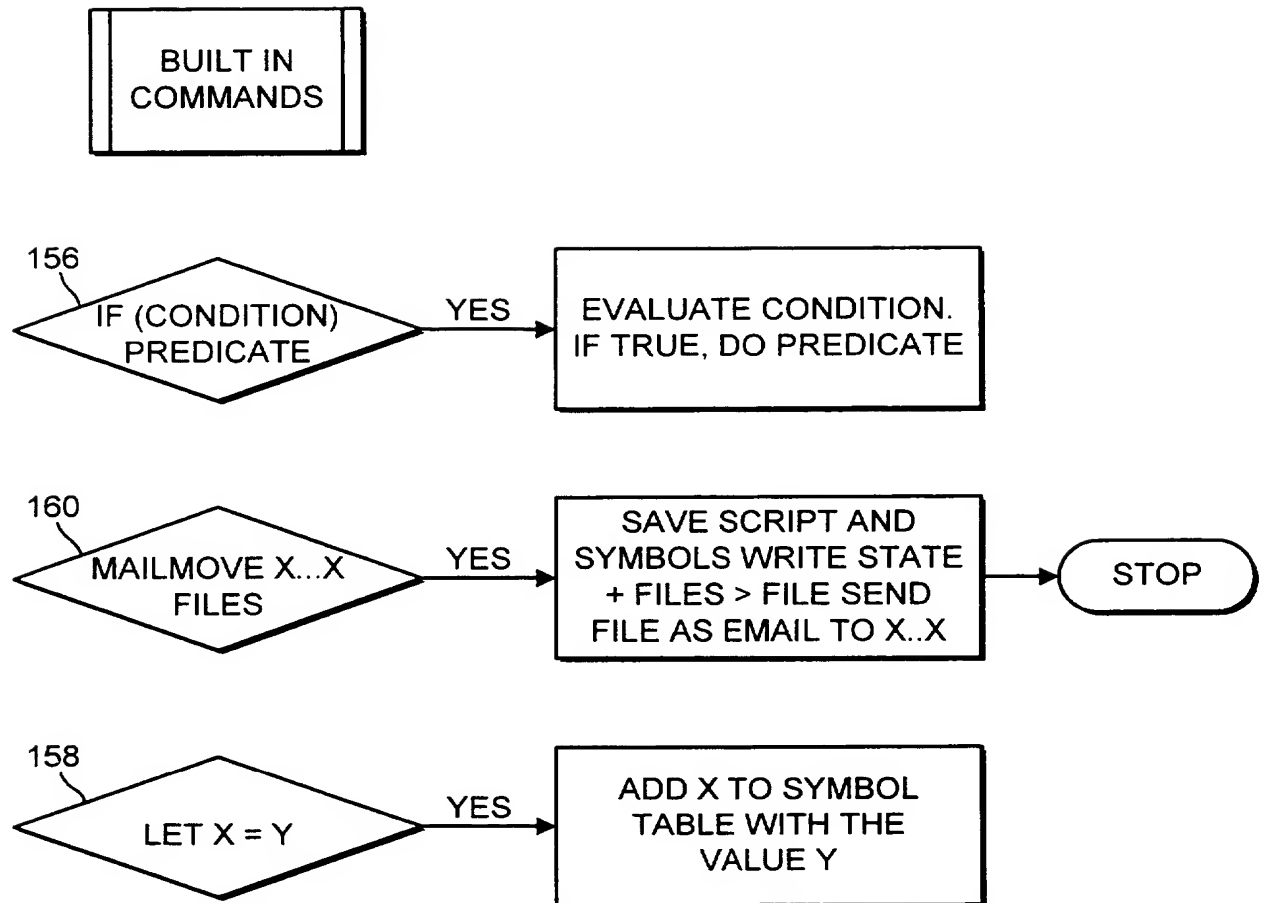 BUILT IN
COMMANDS
156
IF (CONDITION)
PREDICATE
YES
EVALUATE CONDITION.
IF TRUE, DO PREDICATE
160
MAILMOVE X...X
FILES
YES
SAVE SCRIPT AND
SYMBOLS WRITE STATE
+ FILES > FILE SEND
FILE AS EMAIL TO X..X
STOP
158
LET X = Y
YES
ADD X TO SYMBOL
TABLE WITH THE
VALUE Y